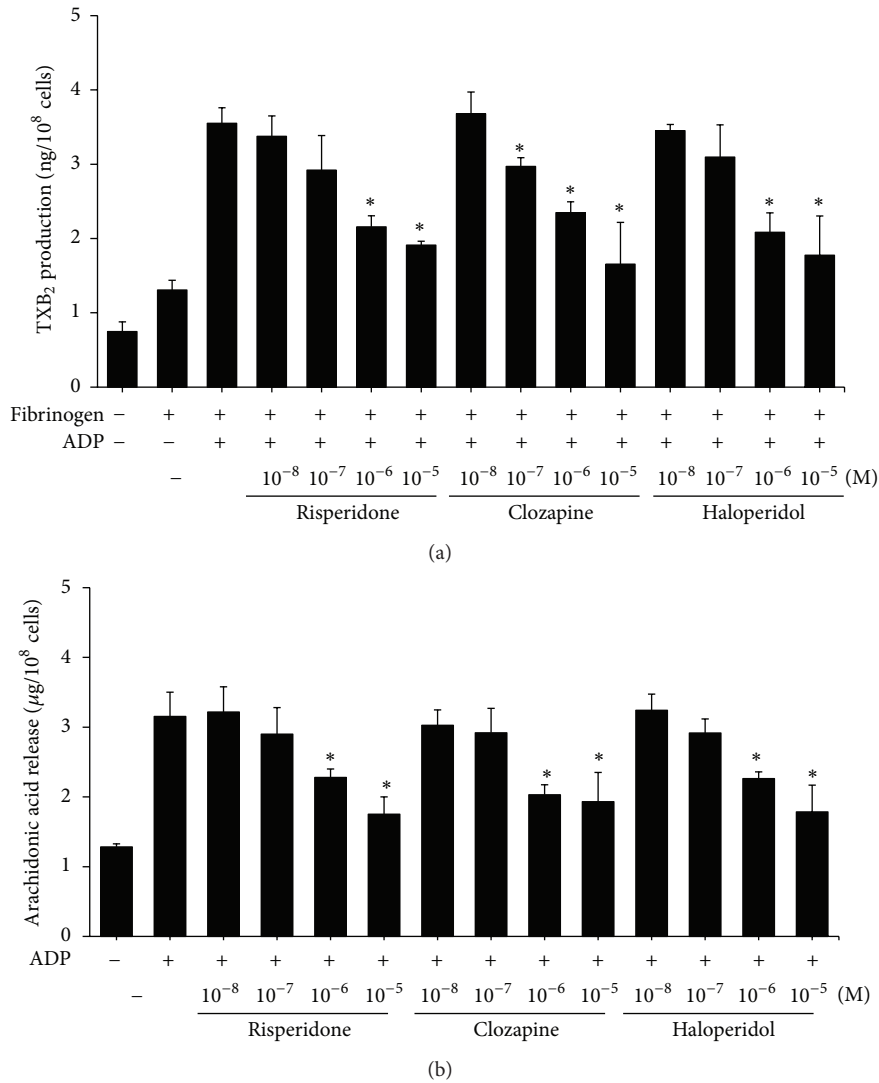 5
4
3
2
1
0
TXB₂ production (ng/10⁸ cells)
* * * * * * *
Fibrinogen − + + + + + + + + + + + + + +
ADP − − + + + + + + + + + + + + +
− 10⁻⁸ 10⁻⁷ 10⁻⁶ 10⁻⁵ 10⁻⁸ 10⁻⁷ 10⁻⁶ 10⁻⁵ 10⁻⁸ 10⁻⁷ 10⁻⁶ 10⁻⁵ (M)
Risperidone Clozapine Haloperidol
(a)
5
4
3
2
1
0
Arachidonic acid release (µg/10⁸ cells)
* * * * * *
ADP − + + + + + + + + + + + + +
− 10⁻⁸ 10⁻⁷ 10⁻⁶ 10⁻⁵ 10⁻⁸ 10⁻⁷ 10⁻⁶ 10⁻⁵ 10⁻⁸ 10⁻⁷ 10⁻⁶ 10⁻⁵ (M)
Risperidone Clozapine Haloperidol
(b)